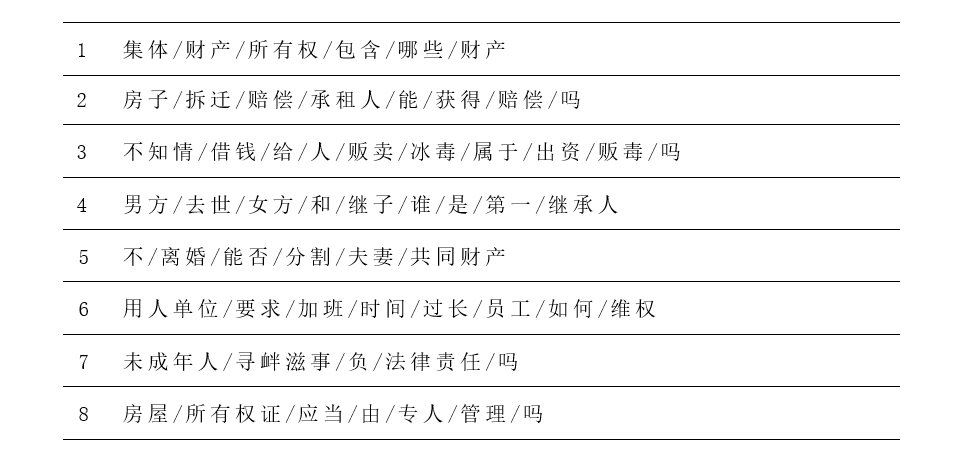 1 集体/财产/所有权/包含/哪些/财产
2 房子/拆迁/赔偿/承租人/能/获得/赔偿/吗
3 不知情/借钱/给/人/贩卖/冰毒/属于/出资/贩毒/吗
4 男方/去世/女方/和/继子/谁/是/第一/继承人
5 不/离婚/能否/分割/夫妻/共同财产
6 用人单位/要求/加班/时间/过长/员工/如何/维权
7 未成年人/寻衅滋事/负/法律责任/吗
8 房屋/所有权证/应当/由/专人/管理/吗